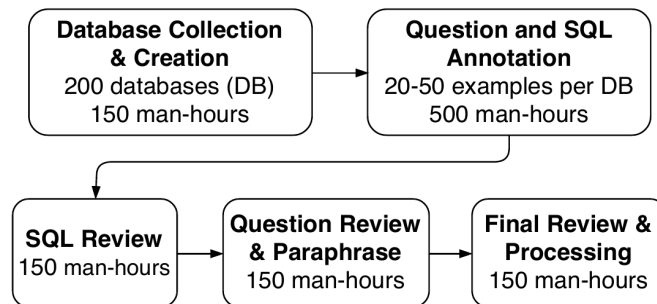 Database Collection
& Creation
200 databases (DB)
150 man-hours
Question and SQL
Annotation
20-50 examples per DB
500 man-hours
SQL Review
150 man-hours
Question Review
& Paraphrase
150 man-hours
Final Review &
Processing
150 man-hours